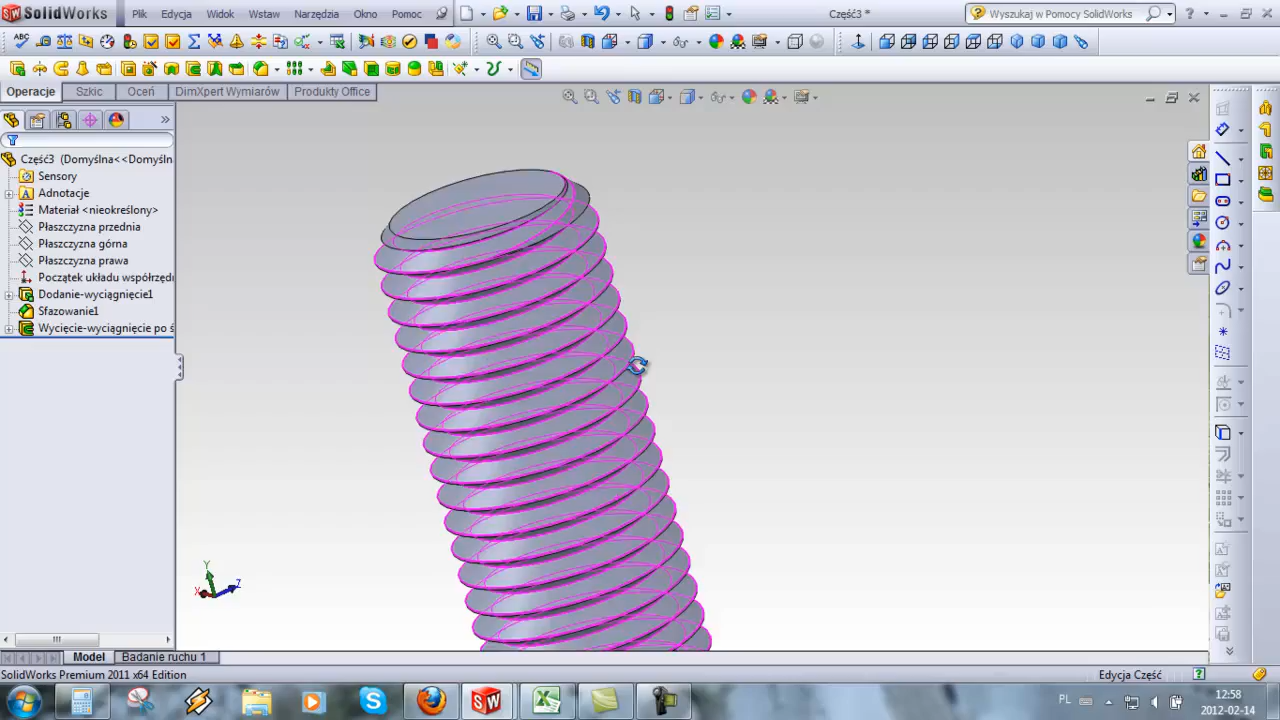 SolidWorks
Plik Edycja Widok Wstaw Narzędzia Okno Pomoc
Część3 *
Wyszukaj w Pomocy SolidWorks
Operacje Szkic Oceń DimXpert Wymiarów Produkty Office
Część3 (Domyślna<<Domyśln
Sensory
Adnotacje
Materiał <nieokreślony>
Płaszczyzna przednia
Płaszczyzna górna
Płaszczyzna prawa
Początek układu współrzęd
Dodanie-wyciągnięcie1
Sfazowanie1
Wycięcie-wyciągnięcie po ś
Y
X
Z
Model Badanie ruchu 1
SolidWorks Premium 2011 x64 Edition
Edycja Część
PL
12:58
2012-02-14